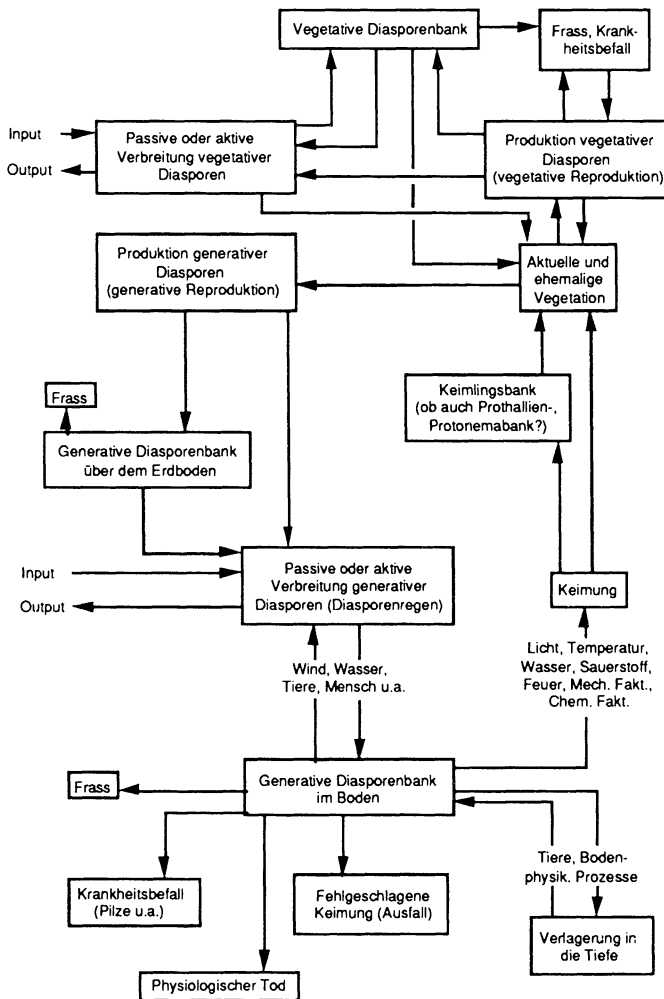 Vegetative Diasporenbank
Frass, Krank-
heitsbefall
Input
Output
Passive oder aktive
Verbreitung vegetativer
Diasporen
Produktion vegetativer
Diasporen
(vegetative Reproduktion)
Produktion generativer
Diasporen
(generative Reproduktion)
Aktuelle und
ehemalige
Vegetation
Frass
Keimlingsbank
(ob auch Prothallien-,
Protonemabank?)
Generative Diasporenbank
über dem Erdboden
Input
Output
Passive oder aktive
Verbreitung generativer
Diasporen (Diasporenregen)
Keimung
Wind, Wasser,
Tiere, Mensch u.a.
Licht, Temperatur,
Wasser, Sauerstoff,
Feuer, Mech. Fakt.,
Chem. Fakt.
Frass
Generative Diasporenbank
im Boden
Krankheitsbefall
(Pilze u.a.)
Fehlgeschlagene
Keimung (Ausfall)
Tiere, Boden-
physik. Prozesse
Verlagerung in
die Tiefe
Physiologischer Tod